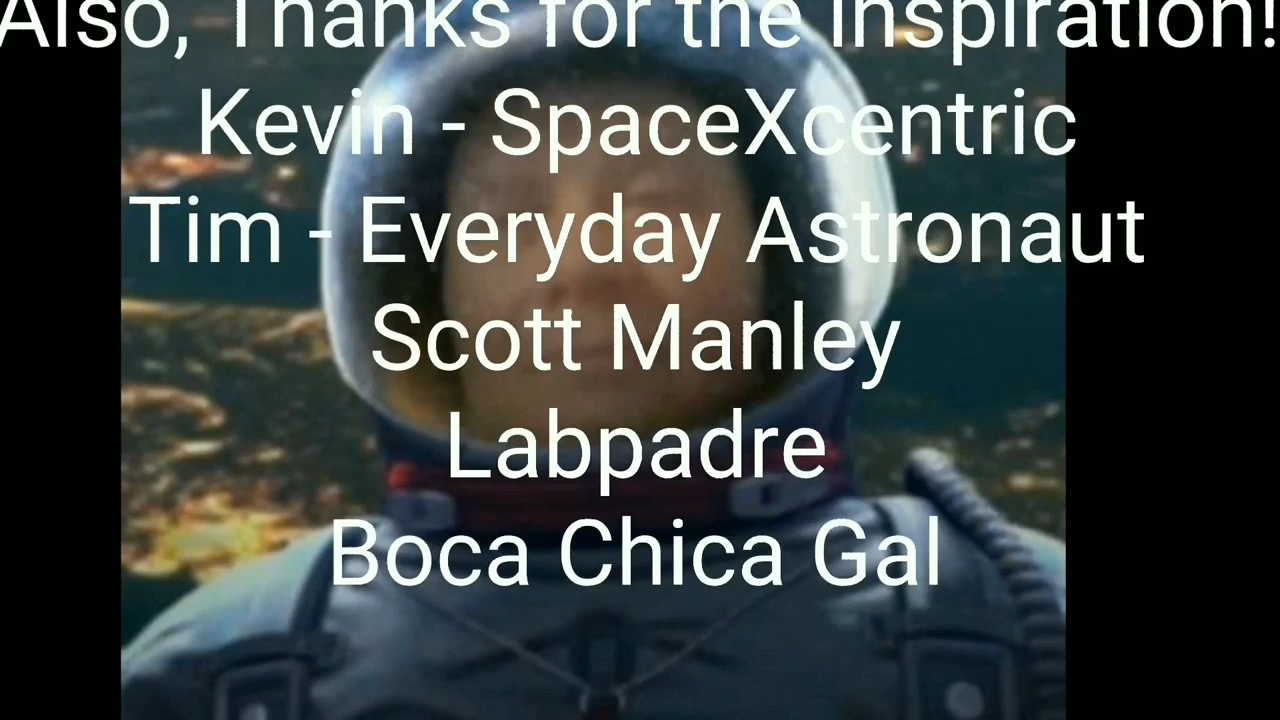 Also, Thanks for the inspiration!
Kevin - SpaceXcentric
Tim - Everyday Astronaut
Scott Manley
Labpadre
Boca Chica Gal